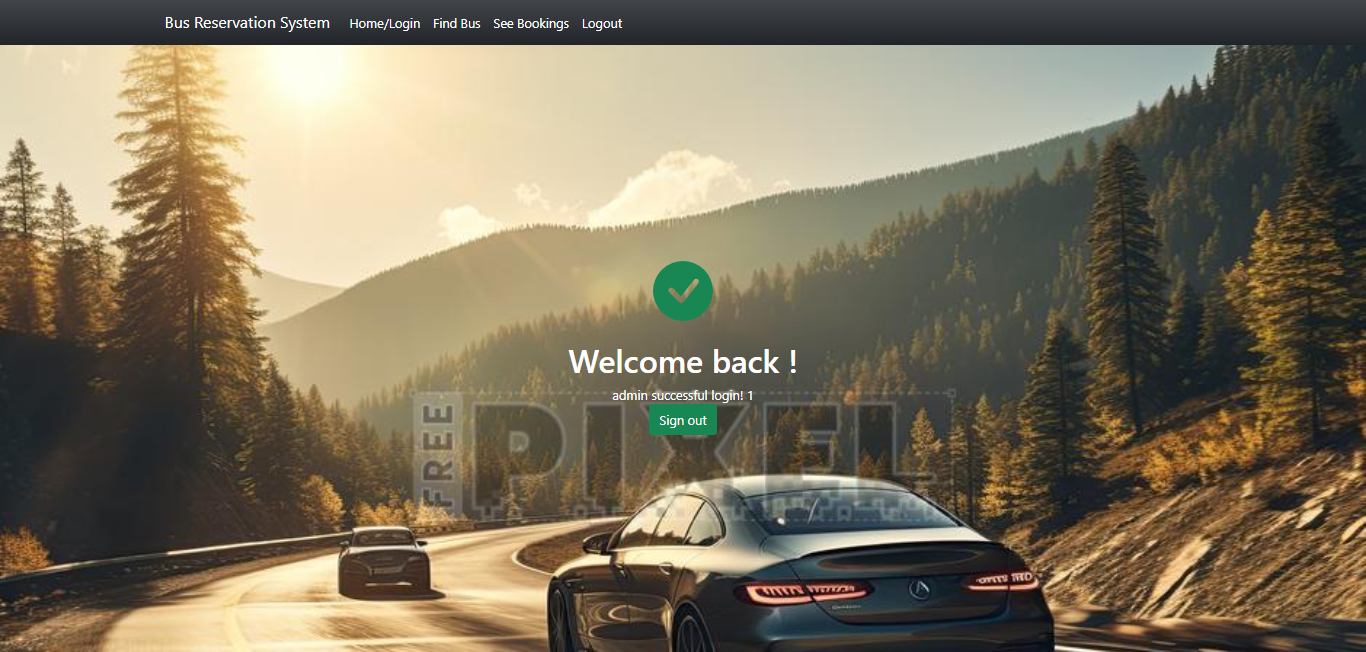 Bus Reservation System Home/Login Find Bus See Bookings Logout
Welcome back !
admin successful login! 1
Sign out
FREE
PIXEL